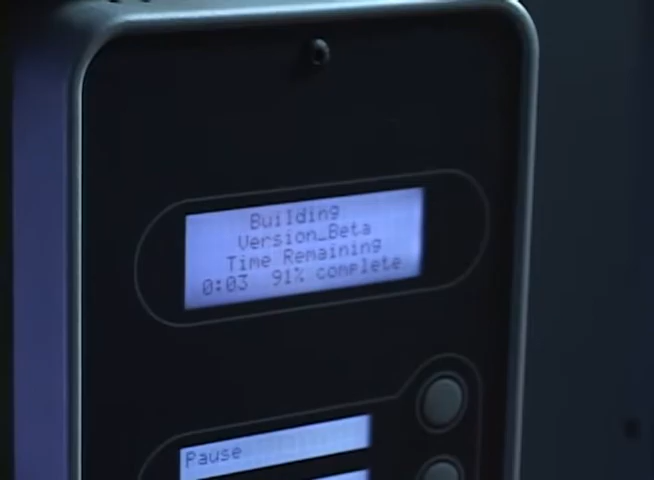 Building
Version_Beta
Time Remaining
0:03 91% complete
Pause